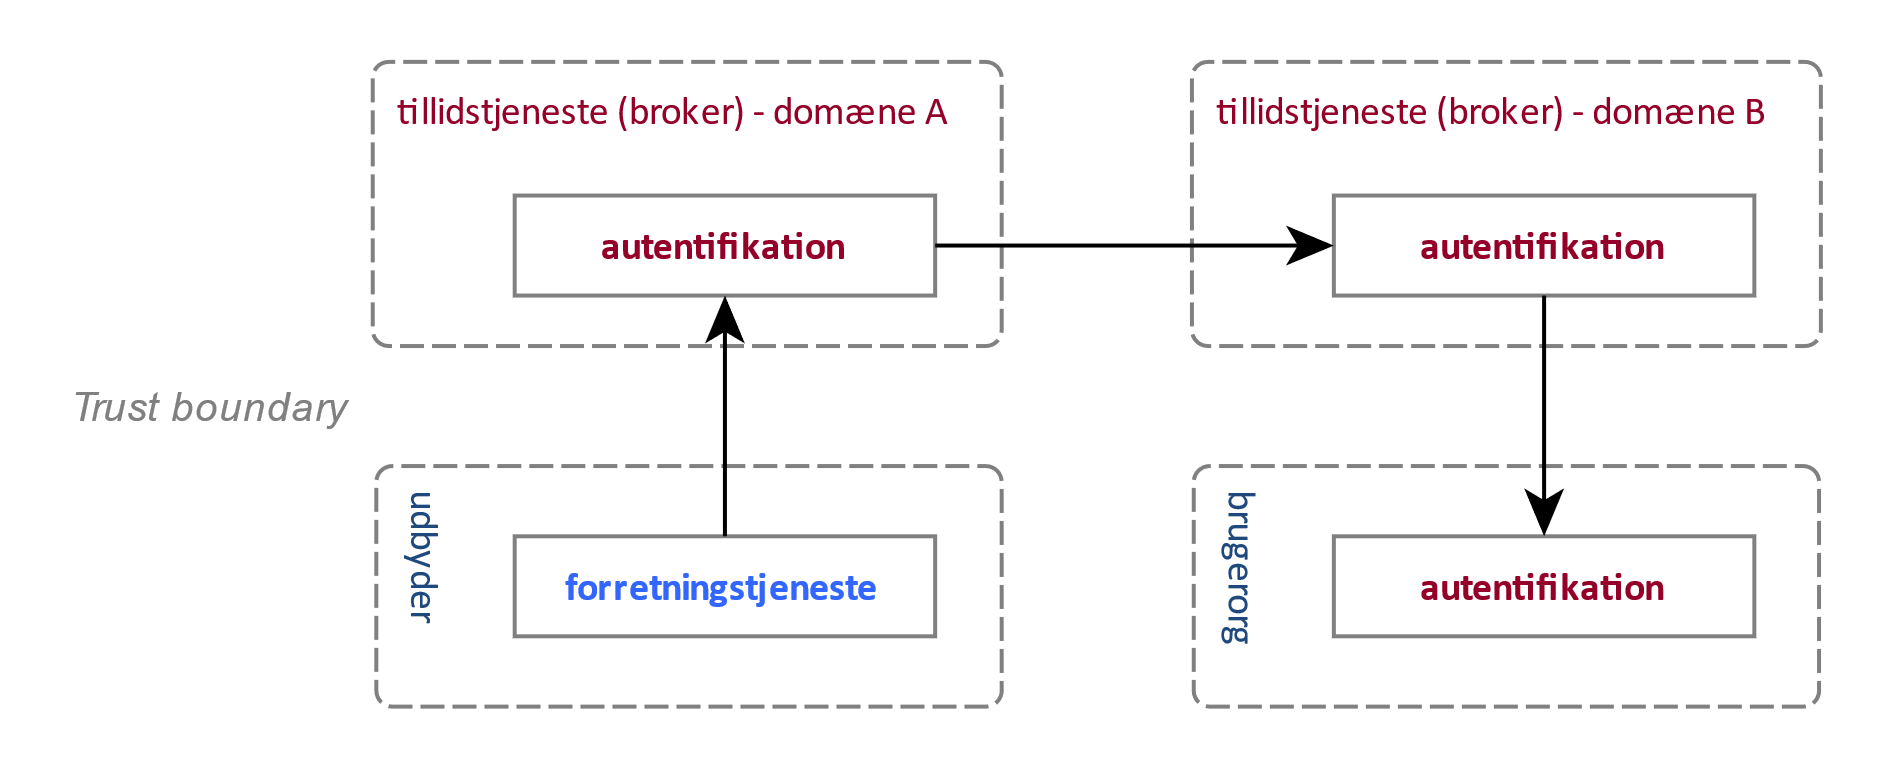 tillidstjeneste (broker) - domæne A
tillidstjeneste (broker) - domæne B
autentifikation
autentifikation
Trust boundary
udbyder
forretningstjeneste
brugerorg
autentifikation